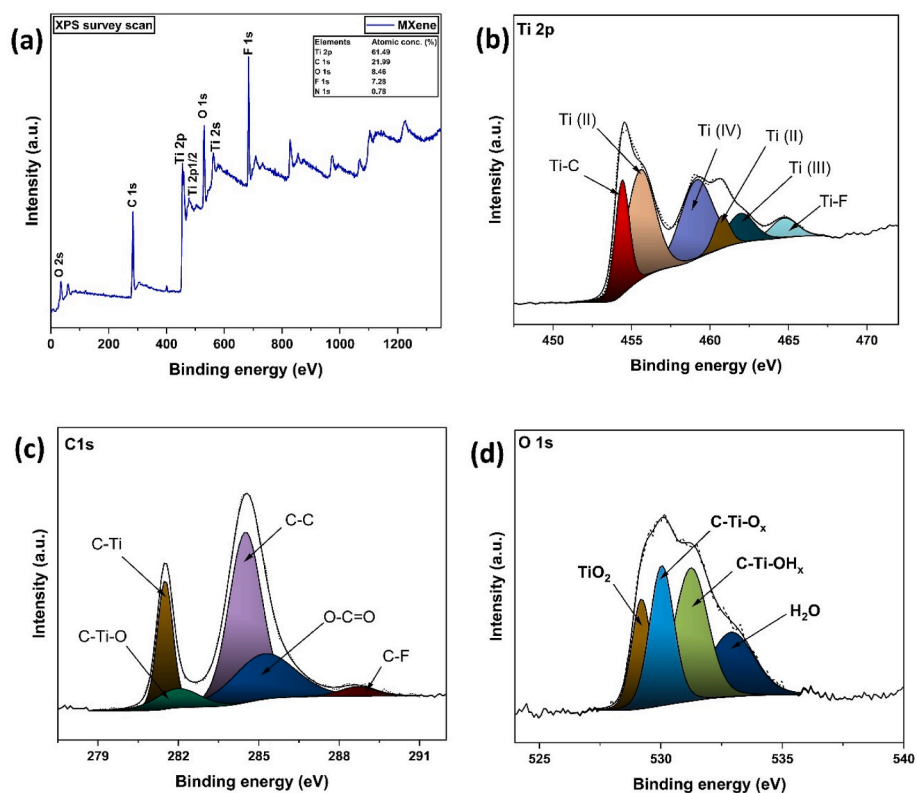 (a)
XPS survey scan
MXene
Elements Atomic conc. (%)
Ti 2p 61.49
C 1s 21.99
O 1s 8.46
F 1s 7.28
N 1s 0.78
O 2s
C 1s
Ti 2p
Ti 2p1/2
O 1s
Ti 2s
F 1s
Intensity (a.u.)
0 200 400 600 800 1000 1200
Binding energy (eV)
(b)
Ti 2p
Ti-C
Ti (II)
Ti (IV)
Ti (II)
Ti (III)
Ti-F
Intensity (a.u.)
450 455 460 465 470
Binding energy (eV)
(c)
C1s
C-Ti
C-Ti-O
C-C
O-C=O
C-F
Intensity (a.u.)
279 282 285 288 291
Binding energy (eV)
(d)
O 1s
TiO₂
C-Ti-Oₓ
C-Ti-OHₓ
H₂O
Intensity (a.u.)
525 530 535 540
Binding energy (eV)